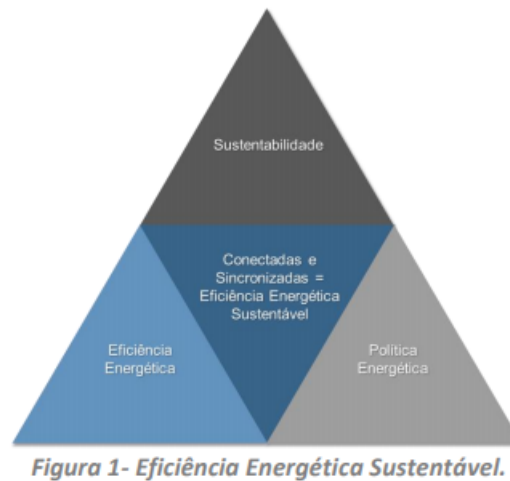 Sustentabilidade
Conectadas e
Sincronizadas =
Eficiência Energética
Sustentável
Eficiência
Energética
Política
Energética
Figura 1- Eficiência Energética Sustentável.